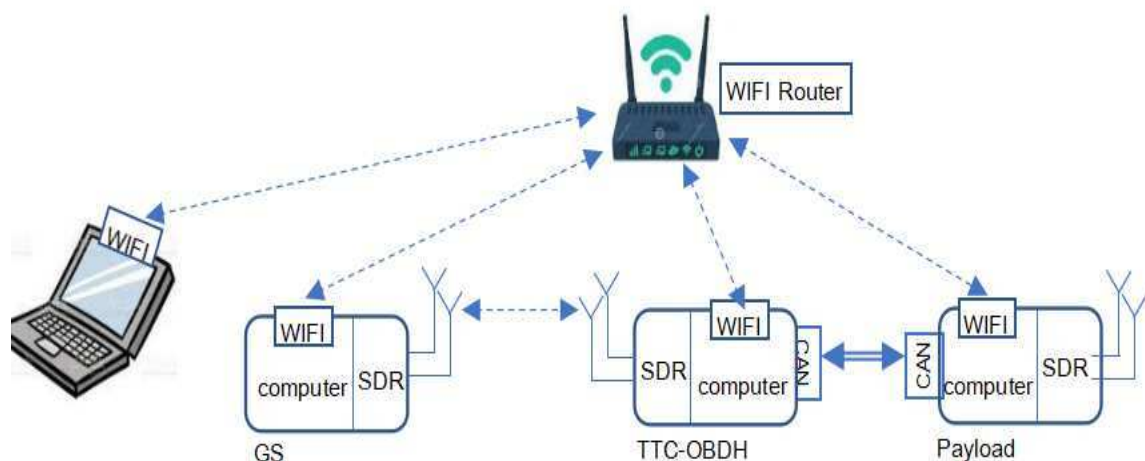 WIFI Router
WIFI
WIFI
computer
SDR
GS
SDR
WIFI
computer
CAN
TTC-OBDH
CAN
WIFI
computer
SDR
Payload